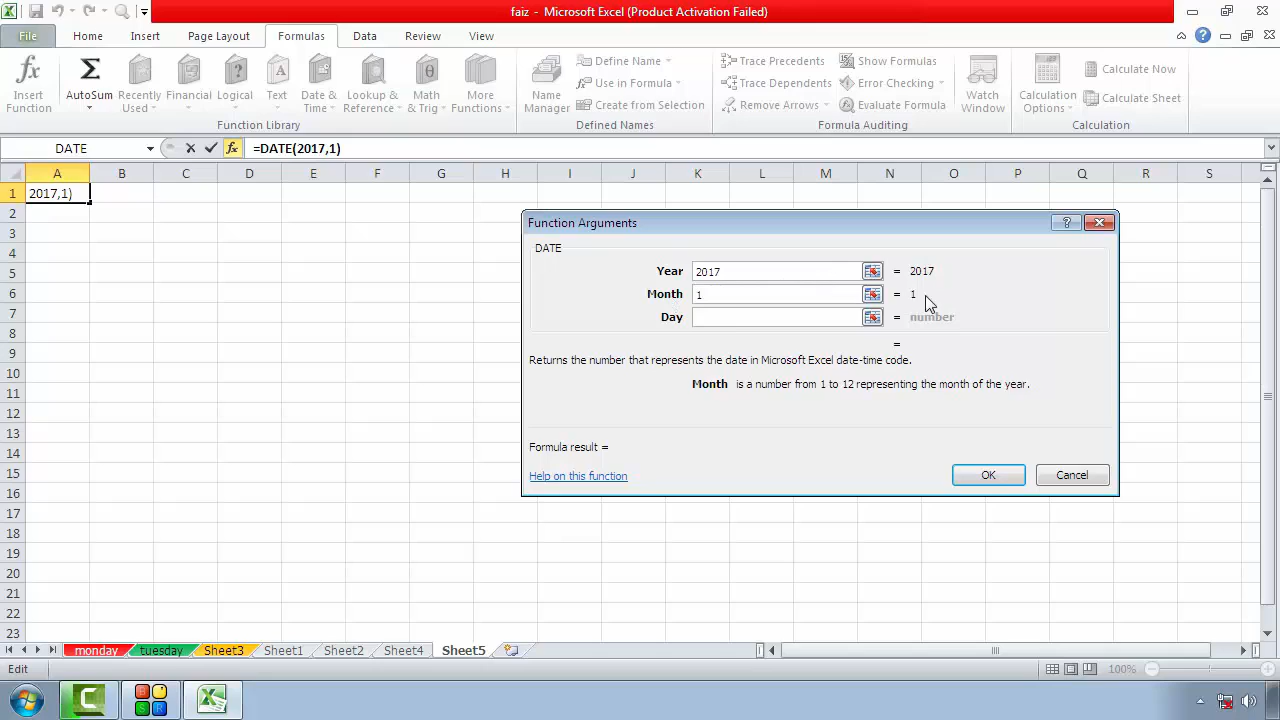 faiz - Microsoft Excel (Product Activation Failed)
File Home Insert Page Layout Formulas Data Review View
Insert Function
AutoSum
Recently Used
Financial
Logical
Text
Date & Time
Lookup & Reference
Math & Trig
More Functions
Function Library
Name Manager
Define Name
Use in Formula
Create from Selection
Defined Names
Trace Precedents
Trace Dependents
Remove Arrows
Show Formulas
Error Checking
Evaluate Formula
Formula Auditing
Watch Window
Calculation Options
Calculate Now
Calculate Sheet
Calculation
DATE =DATE(2017,1)
A B C D E F G H I J K L M N O P Q R S
1 2017,1)
2
3
4
5
6
7
8
9
10
11
12
13
14
15
16
17
18
19
20
21
22
23
Function Arguments
DATE
Year 2017 = 2017
Month 1 = 1
Day = number
=
Returns the number that represents the date in Microsoft Excel date-time code.
Month is a number from 1 to 12 representing the month of the year.
Formula result =
Help on this function
OK Cancel
monday tuesday Sheet3 Sheet1 Sheet2 Sheet4 Sheet5
Edit 100%